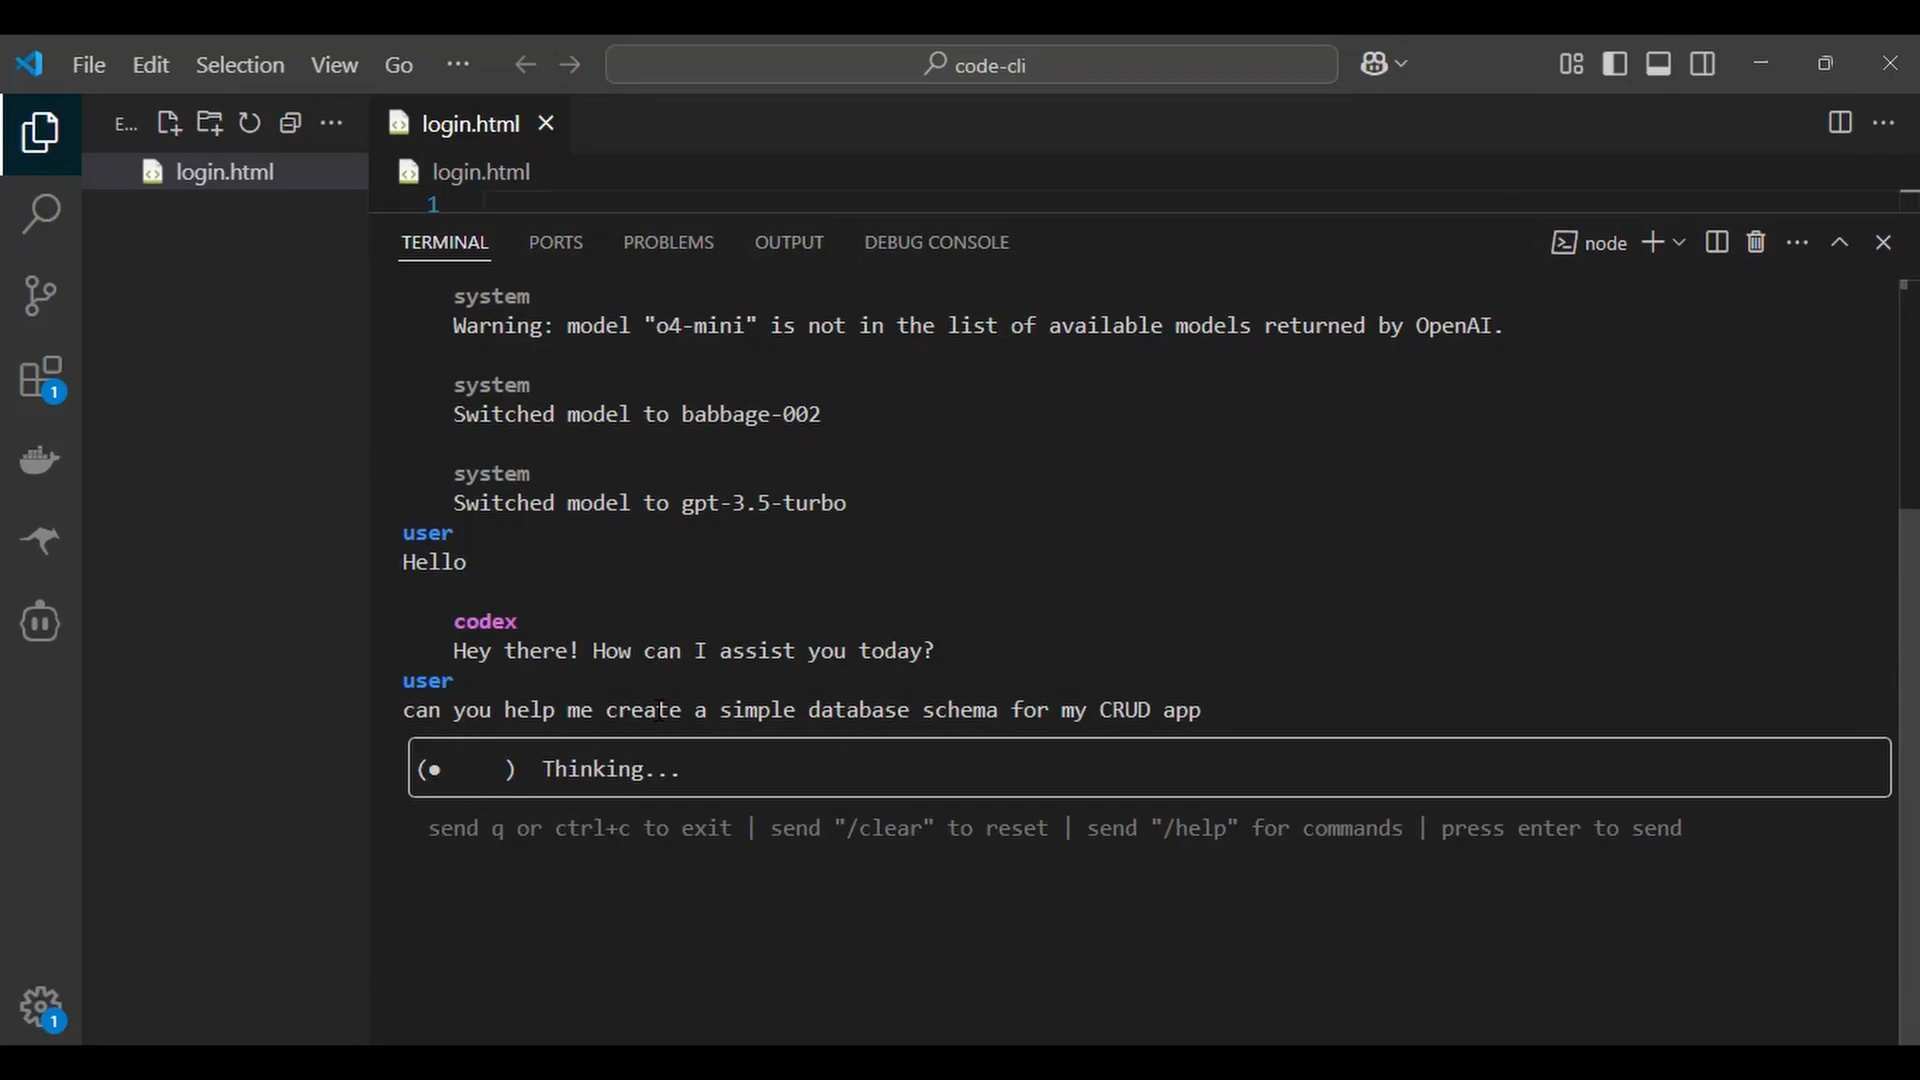 File Edit Selection View Go ··· code-cli
E... login.html
login.html
login.html
1
TERMINAL PORTS PROBLEMS OUTPUT DEBUG CONSOLE node
system
Warning: model "o4-mini" is not in the list of available models returned by OpenAI.
system
Switched model to babbage-002
system
Switched model to gpt-3.5-turbo
user
Hello
codex
Hey there! How can I assist you today?
user
can you help me create a simple database schema for my CRUD app
(●     )  Thinking...
send q or ctrl+c to exit | send "/clear" to reset | send "/help" for commands | press enter to send
1
1